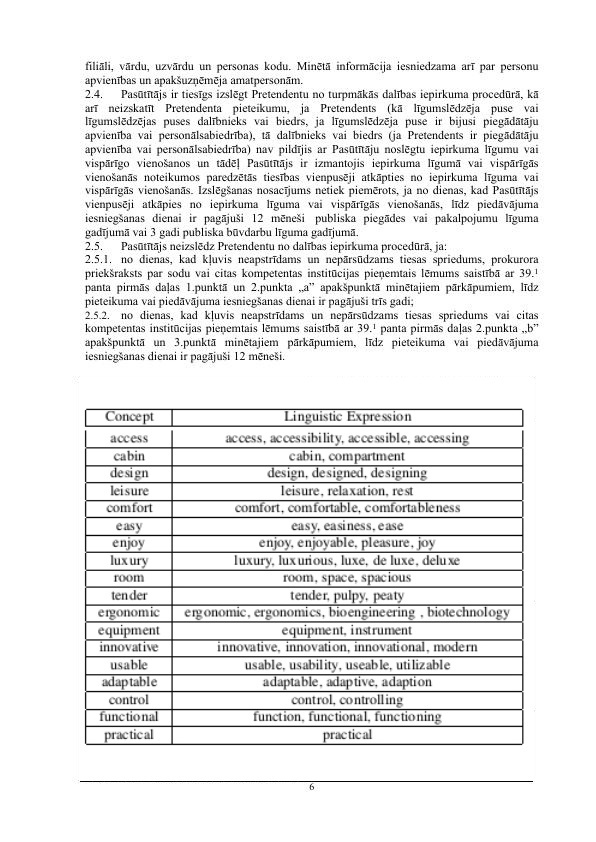 filiāli, vārdu, uzvārdu un personas kodu. Minētā informācija iesniedzama arī par personu
apvienības un apakšuzņēmēja amatpersonām.
2.4. Pasūtītājs ir tiesīgs izslēgt Pretendentu no turpmākās dalības iepirkuma procedūrā, kā
arī neizskatīt Pretendenta pieteikumu, ja Pretendents (kā līgumslēdzēja puse vai
līgumslēdzējas puses dalībnieks vai biedrs, ja līgumslēdzēja puse ir bijusi piegādātāju
apvienība vai personālsabiedrība), tā dalībnieks vai biedrs (ja Pretendents ir piegādātāju
apvienība vai personālsabiedrība) nav pildījis ar Pasūtītāju noslēgtu iepirkuma līgumu vai
vispārīgo vienošanos un tādēļ Pasūtītājs ir izmantojis iepirkuma līgumā vai vispārīgās
vienošanās noteikumos paredzētās tiesības vienpusēji atkāpties no iepirkuma līguma vai
vispārīgās vienošanās. Izslēgšanas nosacījums netiek piemērots, ja no dienas, kad Pasūtītājs
vienpusēji atkāpies no iepirkuma līguma vai vispārīgās vienošanās, līdz piedāvājuma
iesniegšanas dienai ir pagājuši 12 mēneši publiska piegādes vai pakalpojumu līguma
gadījumā vai 3 gadi publiska būvdarbu līguma gadījumā.
2.5. Pasūtītājs neizslēdz Pretendentu no dalības iepirkuma procedūrā, ja:
2.5.1. no dienas, kad kļuvis neapstrīdams un nepārsūdzams tiesas spriedums, prokurora
priekšraksts par sodu vai citas kompetentas institūcijas pieņemtais lēmums saistībā ar 39.¹
panta pirmās daļas 1.punktā un 2.punkta „a” apakšpunktā minētajiem pārkāpumiem, līdz
pieteikuma vai piedāvājuma iesniegšanas dienai ir pagājuši trīs gadi;
2.5.2. no dienas, kad kļuvis neapstrīdams un nepārsūdzams tiesas spriedums vai citas
kompetentas institūcijas pieņemtais lēmums saistībā ar 39.¹ panta pirmās daļas 2.punkta „b”
apakšpunktā un 3.punktā minētajiem pārkāpumiem, līdz pieteikuma vai piedāvājuma
iesniegšanas dienai ir pagājuši 12 mēneši.
Concept Linguistic Expression
access access, accessibility, accessible, accessing
cabin cabin, compartment
design design, designed, designing
leisure leisure, relaxation, rest
comfort comfort, comfortable, comfortableness
easy easy, easiness, ease
enjoy enjoy, enjoyable, pleasure, joy
luxury luxury, luxurious, luxe, de luxe, deluxe
room room, space, spacious
tender tender, pulpy, peaty
ergonomic ergonomic, ergonomics, bioengineering , biotechnology
equipment equipment, instrument
innovative innovative, innovation, innovational, modern
usable usable, usability, useable, utilizable
adaptable adaptable, adaptive, adaption
control control, controlling
functional function, functional, functioning
practical practical
6